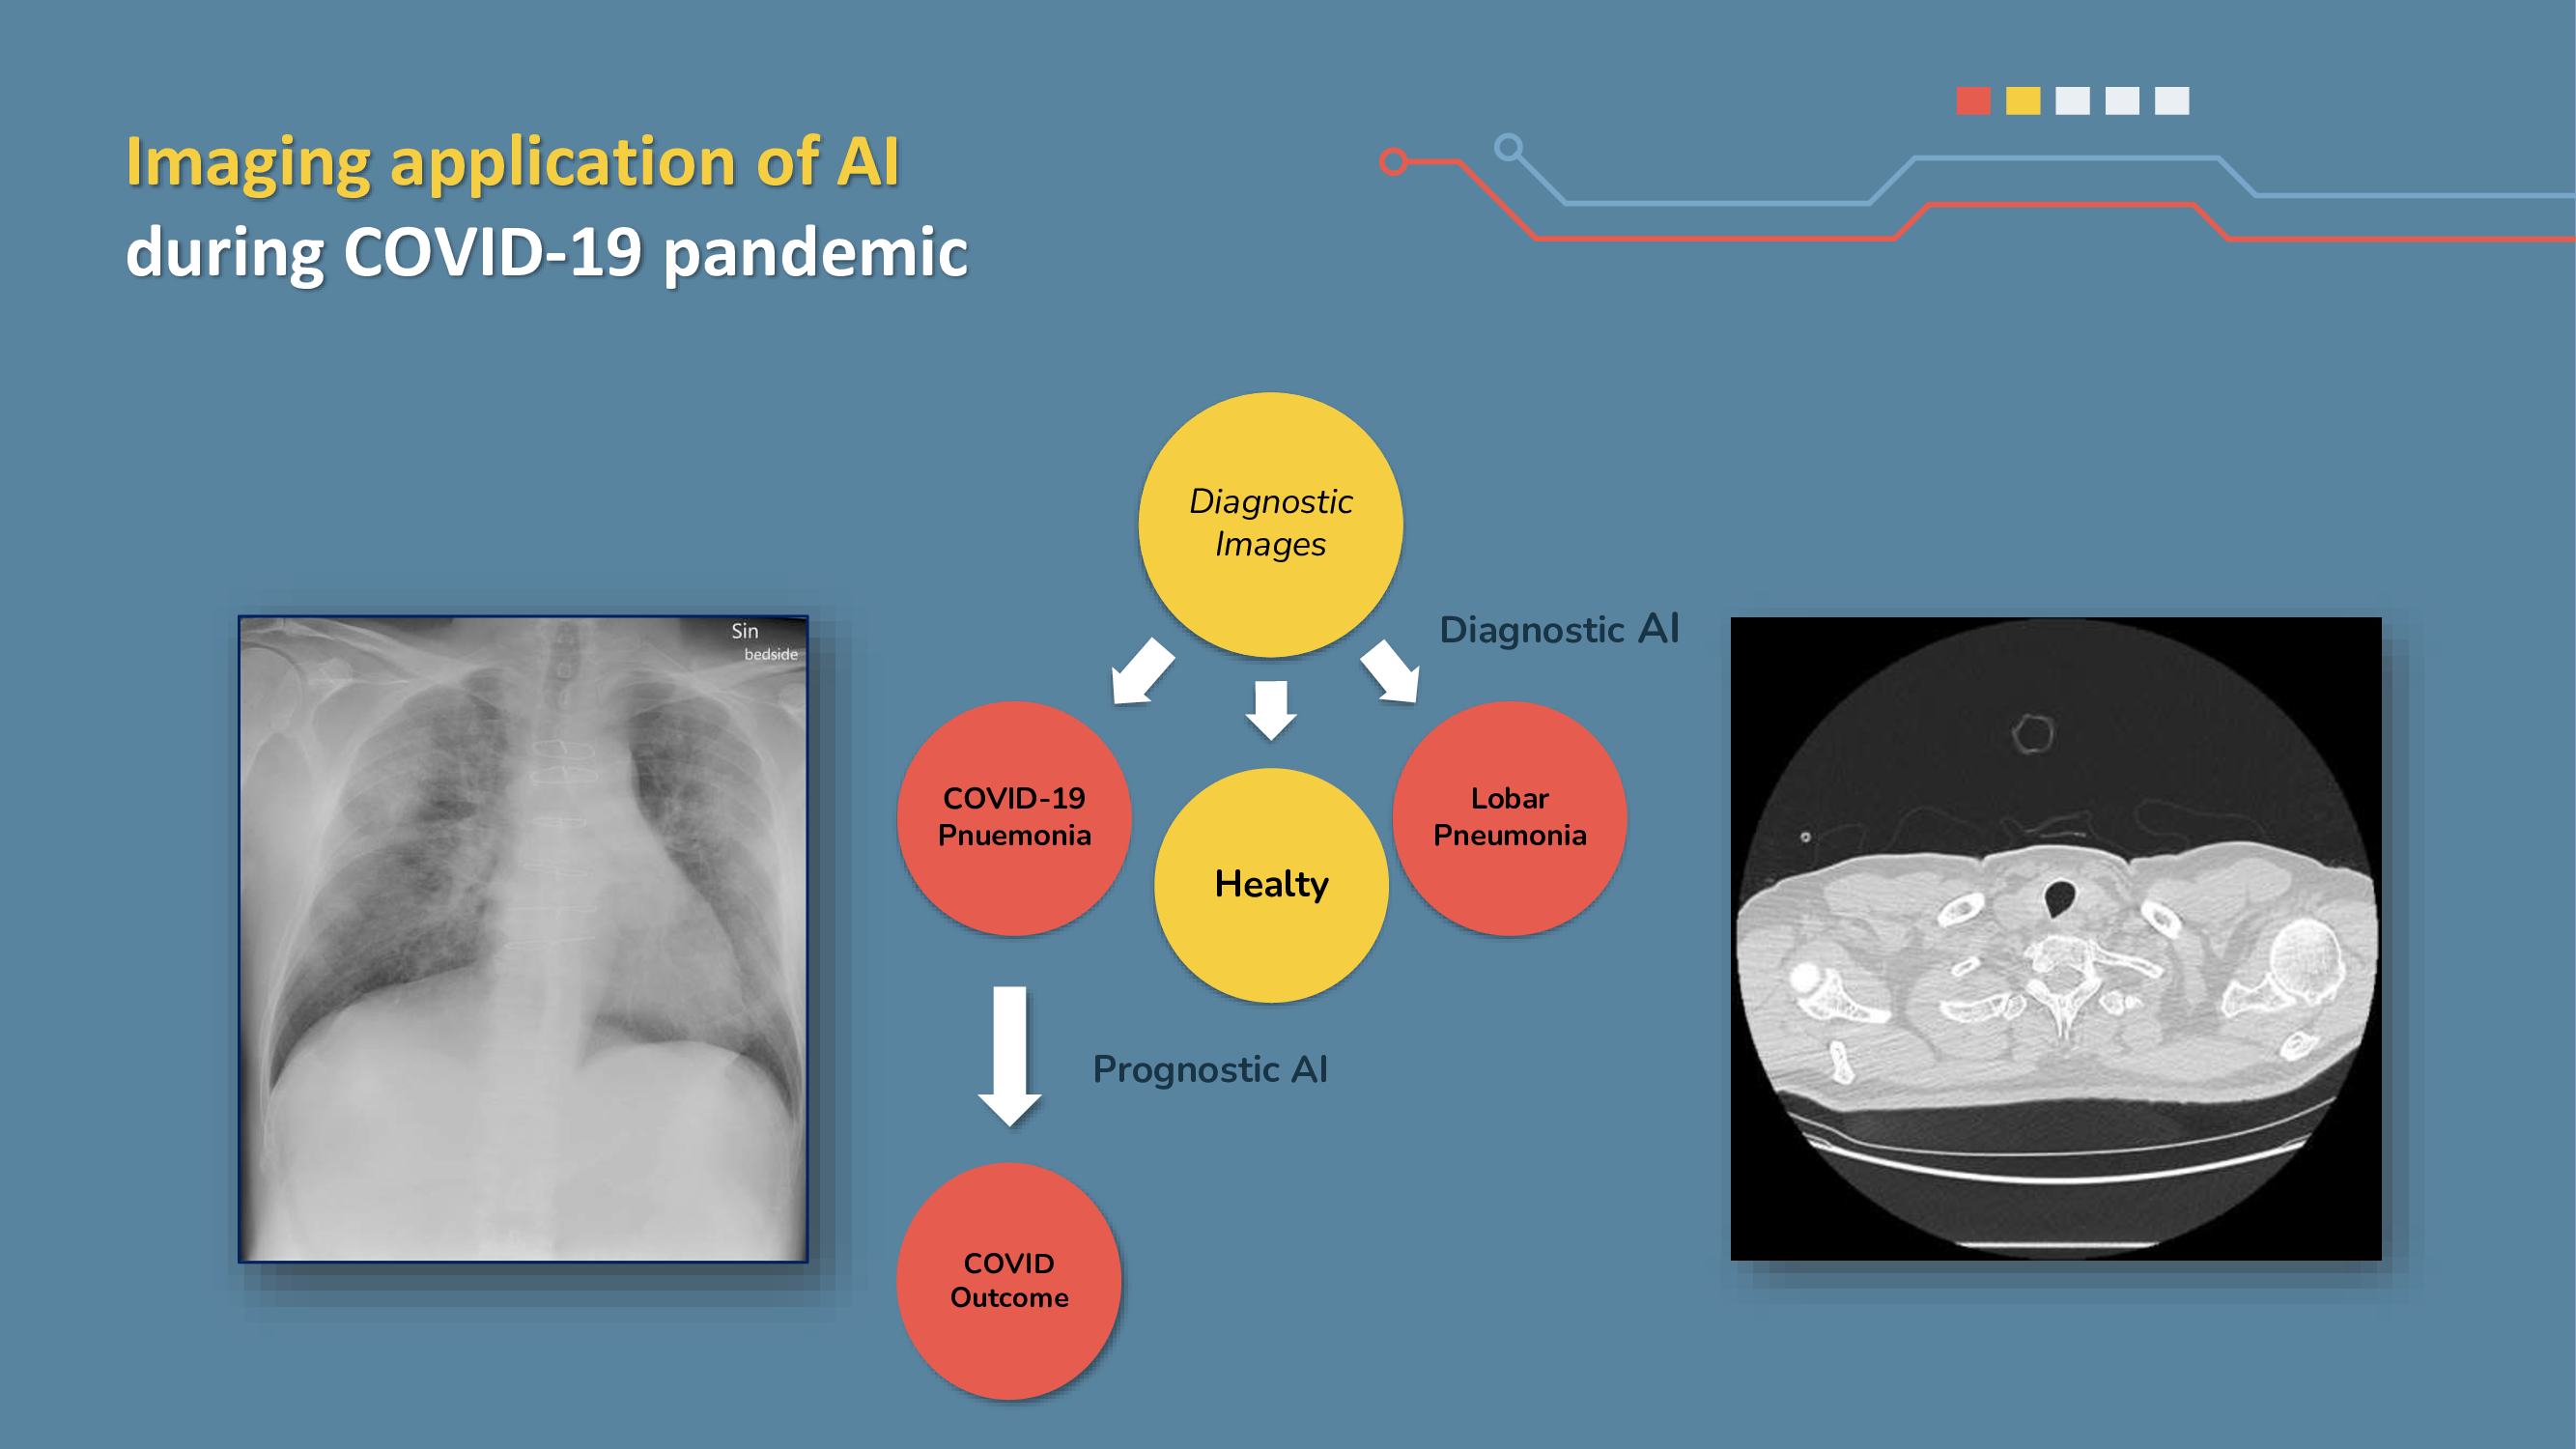 Imaging application of AI
during COVID-19 pandemic
Diagnostic
Images
Diagnostic AI
Sin
bedside
COVID-19
Pnuemonia
Healty
Lobar
Pneumonia
Prognostic AI
COVID
Outcome